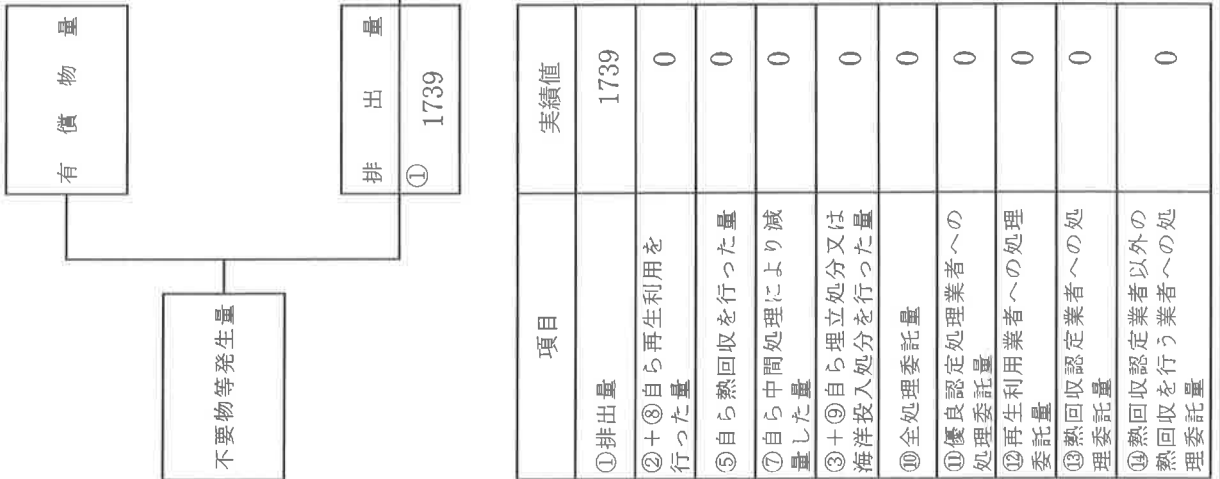 有償物量
排出量
①
1739
不要物等発生量
項目
実績値
①排出量
1739
②＋⑧自ら再生利用を
行った量
0
⑤自ら熱回収を行った量
0
⑦自ら中間処理により減
量した量
0
③＋⑨自ら埋立処分又は
海洋投入処分を行った量
0
⑩全処理委託量
0
⑪優良認定処理業者への
処理委託量
0
⑫再生利用業者への処理
委託量
0
⑬熱回収認定業者への処
理委託量
0
⑭熱回収認定業者以外の
熱回収を行う業者への処
理委託量
0